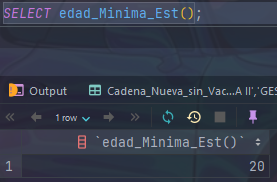 SELECT edad_Minima_Est();
Output
Cadena_Nueva_sin_Vac...A II','GES
1 row
`edad_Minima_Est()`
1 20